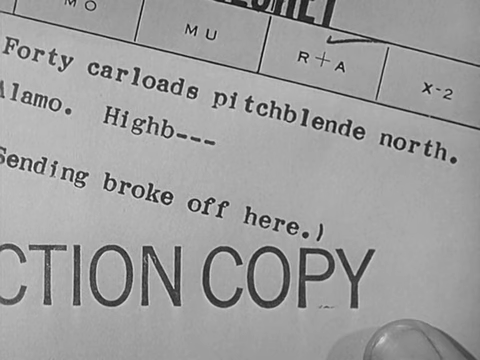 MO MU R+A X-2
Forty carloads pitchblende north.
Alamo. Highb---
Sending broke off here.)
CTION COPY